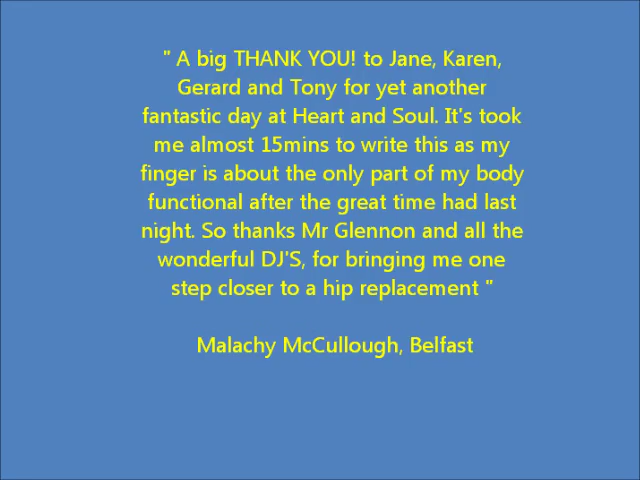 " A big THANK YOU! to Jane, Karen,
Gerard and Tony for yet another
fantastic day at Heart and Soul. It's took
me almost 15mins to write this as my
finger is about the only part of my body
functional after the great time had last
night. So thanks Mr Glennon and all the
wonderful DJ'S, for bringing me one
step closer to a hip replacement "
Malachy McCullough, Belfast